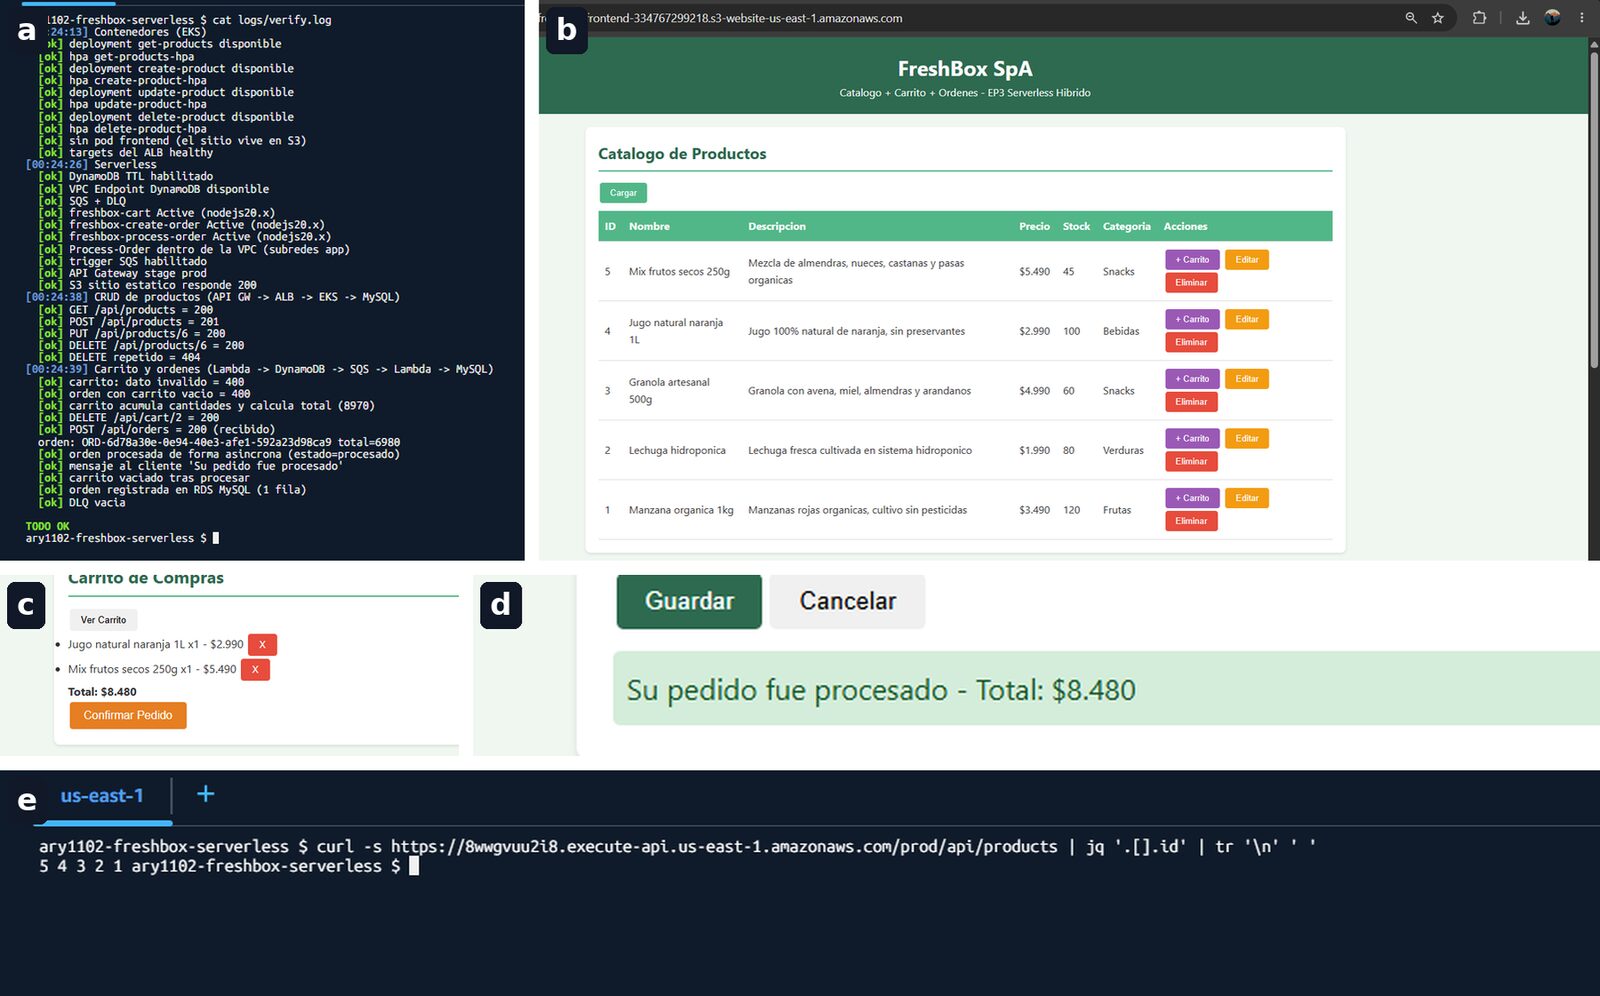 a
ary1102-freshbox-serverless $ cat logs/verify.log
[00:24:13] Contenedores (EKS)
[ok] deployment get-products disponible
[ok] hpa get-products-hpa
[ok] deployment create-product disponible
[ok] hpa create-product-hpa
[ok] deployment update-product disponible
[ok] hpa update-product-hpa
[ok] deployment delete-product disponible
[ok] hpa delete-product-hpa
[ok] sin pod frontend (el sitio vive en S3)
[ok] targets del ALB healthy
[00:24:26] Serverless
[ok] DynamoDB TTL habilitado
[ok] VPC Endpoint DynamoDB disponible
[ok] SQS + DLQ
[ok] freshbox-cart Active (nodejs20.x)
[ok] freshbox-create-order Active (nodejs20.x)
[ok] freshbox-process-order Active (nodejs20.x)
[ok] Process-Order dentro de la VPC (subredes app)
[ok] trigger SQS habilitado
[ok] API Gateway stage prod
[ok] S3 sitio estatico responde 200
[00:24:38] CRUD de productos (API GW -> ALB -> EKS -> MySQL)
[ok] GET /api/products = 200
[ok] POST /api/products = 201
[ok] PUT /api/products/6 = 200
[ok] DELETE /api/products/6 = 200
[ok] DELETE repetido = 404
[00:24:39] Carrito y ordenes (Lambda -> DynamoDB -> SQS -> Lambda -> MySQL)
[ok] carrito: dato invalido = 400
[ok] orden con carrito vacio = 400
[ok] carrito acumula cantidades y calcula total (8970)
[ok] DELETE /api/cart/2 = 200
[ok] POST /api/orders = 200 (recibido)
orden: ORD-6d78a30e-0e94-40e3-afe1-592a23d98ca9 total=6980
[ok] orden procesada de forma asincrona (estado=procesado)
[ok] mensaje al cliente 'Su pedido fue procesado'
[ok] carrito vaciado tras procesar
[ok] orden registrada en RDS MySQL (1 fila)
[ok] DLQ vacia
TODO OK
ary1102-freshbox-serverless $
b
frontend-334767299218.s3-website-us-east-1.amazonaws.com
FreshBox SpA
Catalogo + Carrito + Ordenes - EP3 Serverless Hibrido
Catalogo de Productos
Cargar
ID Nombre Descripcion Precio Stock Categoria Acciones
5 Mix frutos secos 250g Mezcla de almendras, nueces, castanas y pasas organicas $5.490 45 Snacks + Carrito Editar Eliminar
4 Jugo natural naranja 1L Jugo 100% natural de naranja, sin preservantes $2.990 100 Bebidas + Carrito Editar Eliminar
3 Granola artesanal 500g Granola con avena, miel, almendras y arandanos $4.990 60 Snacks + Carrito Editar Eliminar
2 Lechuga hidroponica Lechuga fresca cultivada en sistema hidroponico $1.990 80 Verduras + Carrito Editar Eliminar
1 Manzana organica 1kg Manzanas rojas organicas, cultivo sin pesticidas $3.490 120 Frutas + Carrito Editar Eliminar
c
Carrito de Compras
Ver Carrito
Jugo natural naranja 1L x1 - $2.990 X
Mix frutos secos 250g x1 - $5.490 X
Total: $8.480
Confirmar Pedido
d
Guardar Cancelar
Su pedido fue procesado - Total: $8.480
e
us-east-1 +
ary1102-freshbox-serverless $ curl -s https://8wwgvuu2i8.execute-api.us-east-1.amazonaws.com/prod/api/products | jq '.[].id' | tr '\n' ' '
5 4 3 2 1 ary1102-freshbox-serverless $